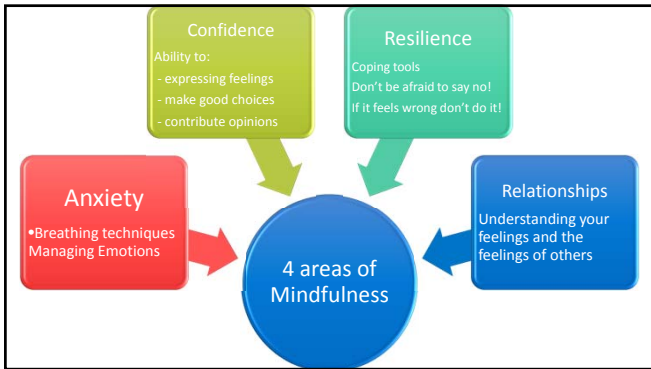 Confidence
Ability to:
- expressing feelings
- make good choices
- contribute opinions
Resilience
Coping tools
Don't be afraid to say no!
If it feels wrong don't do it!
Anxiety
•Breathing techniques
Managing Emotions
Relationships
Understanding your
feelings and the
feelings of others
4 areas of
Mindfulness